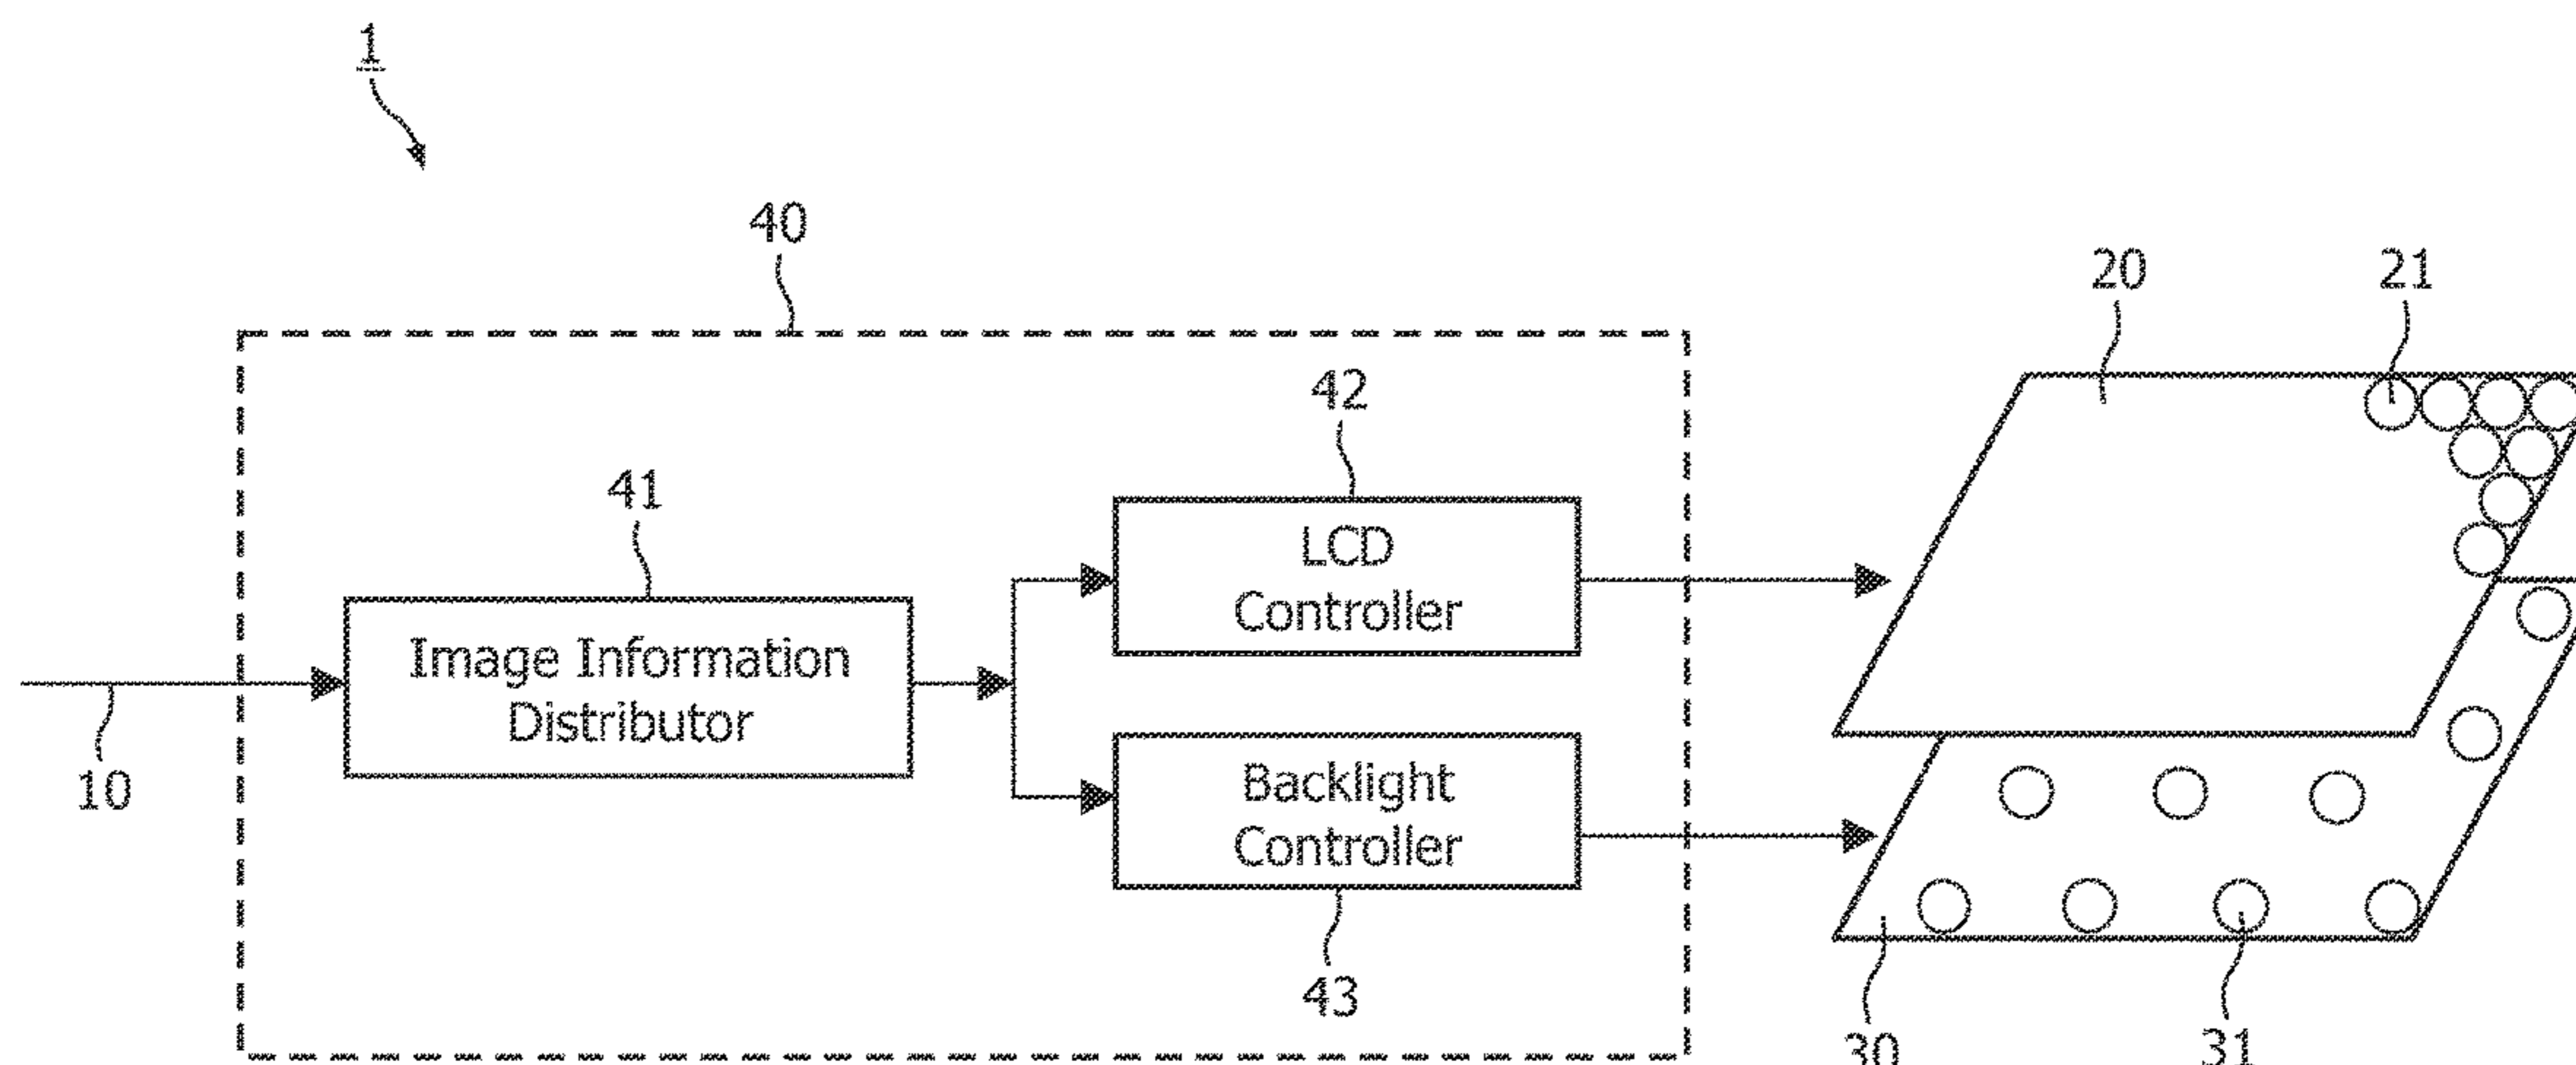 1
40
20
21
42
41
LCD
Controller
Image Information
Distributor
10
Backlight
Controller
43
30
31